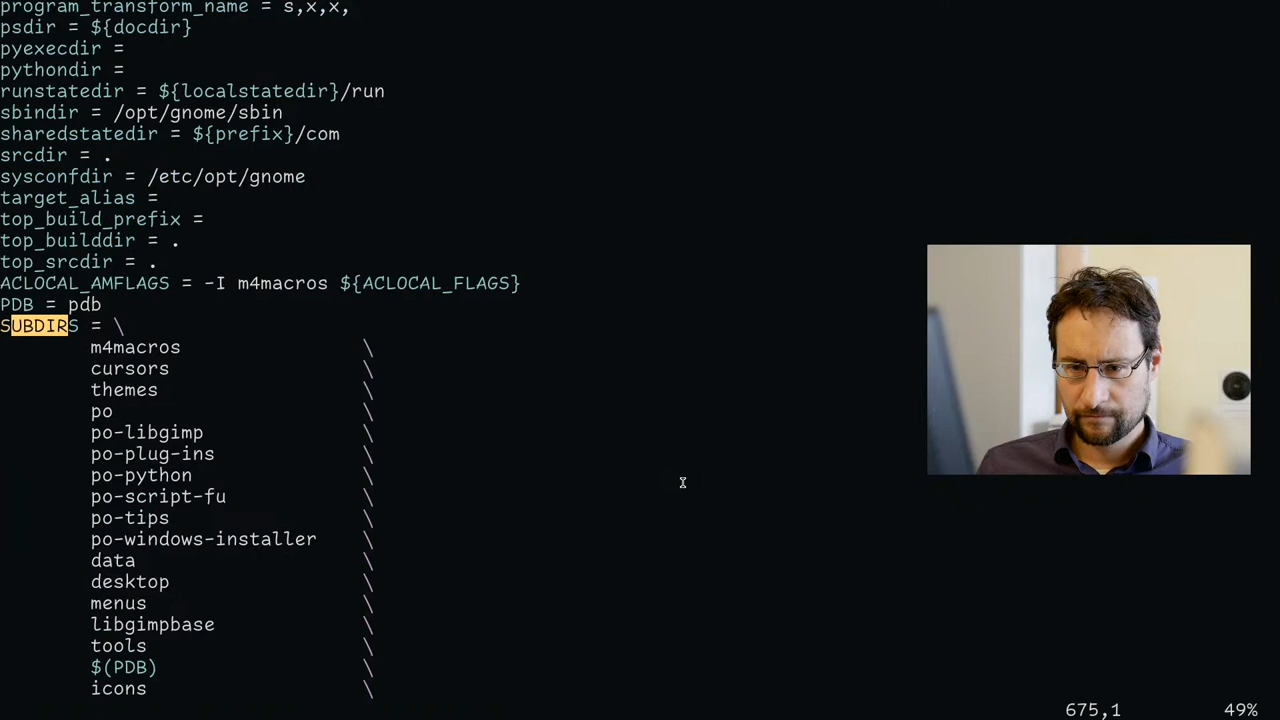 program_transform_name = s,x,x,
psdir = ${docdir}
pyexecdir =
pythondir =
runstatedir = ${localstatedir}/run
sbindir = /opt/gnome/sbin
sharedstatedir = ${prefix}/com
srcdir = .
sysconfdir = /etc/opt/gnome
target_alias =
top_build_prefix =
top_builddir = .
top_srcdir = .
ACLOCAL_AMFLAGS = -I m4macros ${ACLOCAL_FLAGS}
PDB = pdb
SUBDIRS = \
m4macros \
cursors \
themes \
po \
po-libgimp \
po-plug-ins \
po-python \
po-script-fu \
po-tips \
po-windows-installer \
data \
desktop \
menus \
libgimpbase \
tools \
$(PDB) \
icons \
675,1 49%